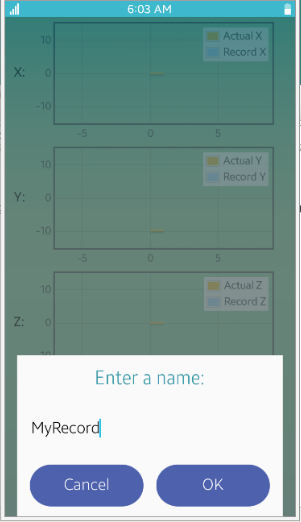 6:03 AM
Actual X
Record X
10
X:
0
-10
-5
0
5
Actual Y
Record Y
10
Y:
0
-10
-5
0
5
Actual Z
Record Z
10
Z:
0
10
Enter a name:
MyRecord
Cancel
OK